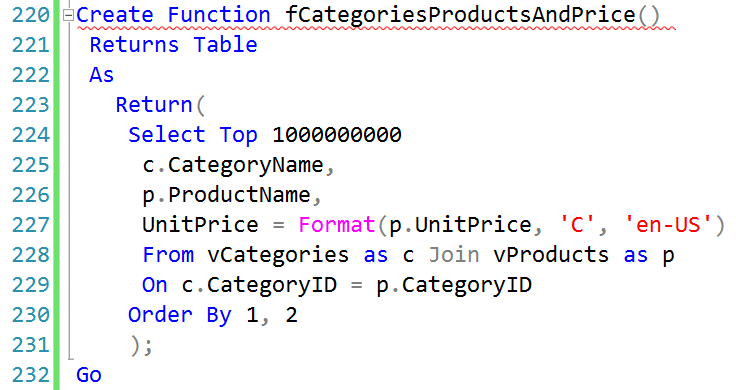 220 Create Function fCategoriesProductsAndPrice()
221 Returns Table
222 As
223 Return(
224 Select Top 1000000000
225 c.CategoryName,
226 p.ProductName,
227 UnitPrice = Format(p.UnitPrice, 'C', 'en-US')
228 From vCategories as c Join vProducts as p
229 On c.CategoryID = p.CategoryID
230 Order By 1, 2
231 );
232 Go